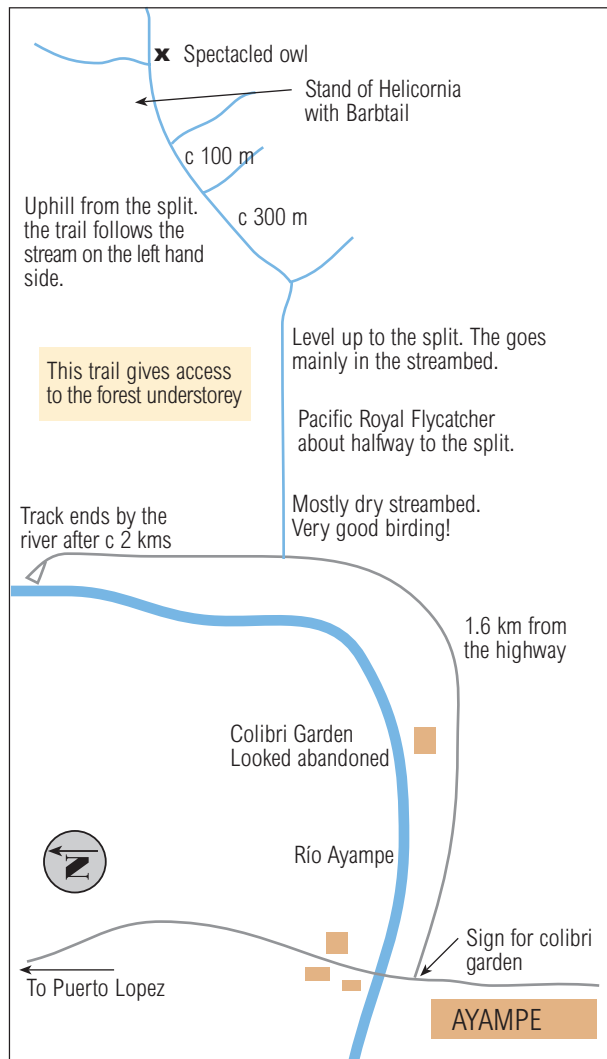 x Spectacled owl
Stand of Helicornia
with Barbtail
c 100 m
Uphill from the split.
the trail follows the
stream on the left hand
side.
c 300 m
Level up to the split. The goes
mainly in the streambed.
This trail gives access
to the forest understorey
Pacific Royal Flycatcher
about halfway to the split.
Mostly dry streambed.
Very good birding!
Track ends by the
river after c 2 kms
1.6 km from
the highway
Colibri Garden
Looked abandoned
N
Río Ayampe
Sign for colibri
garden
To Puerto Lopez
AYAMPE